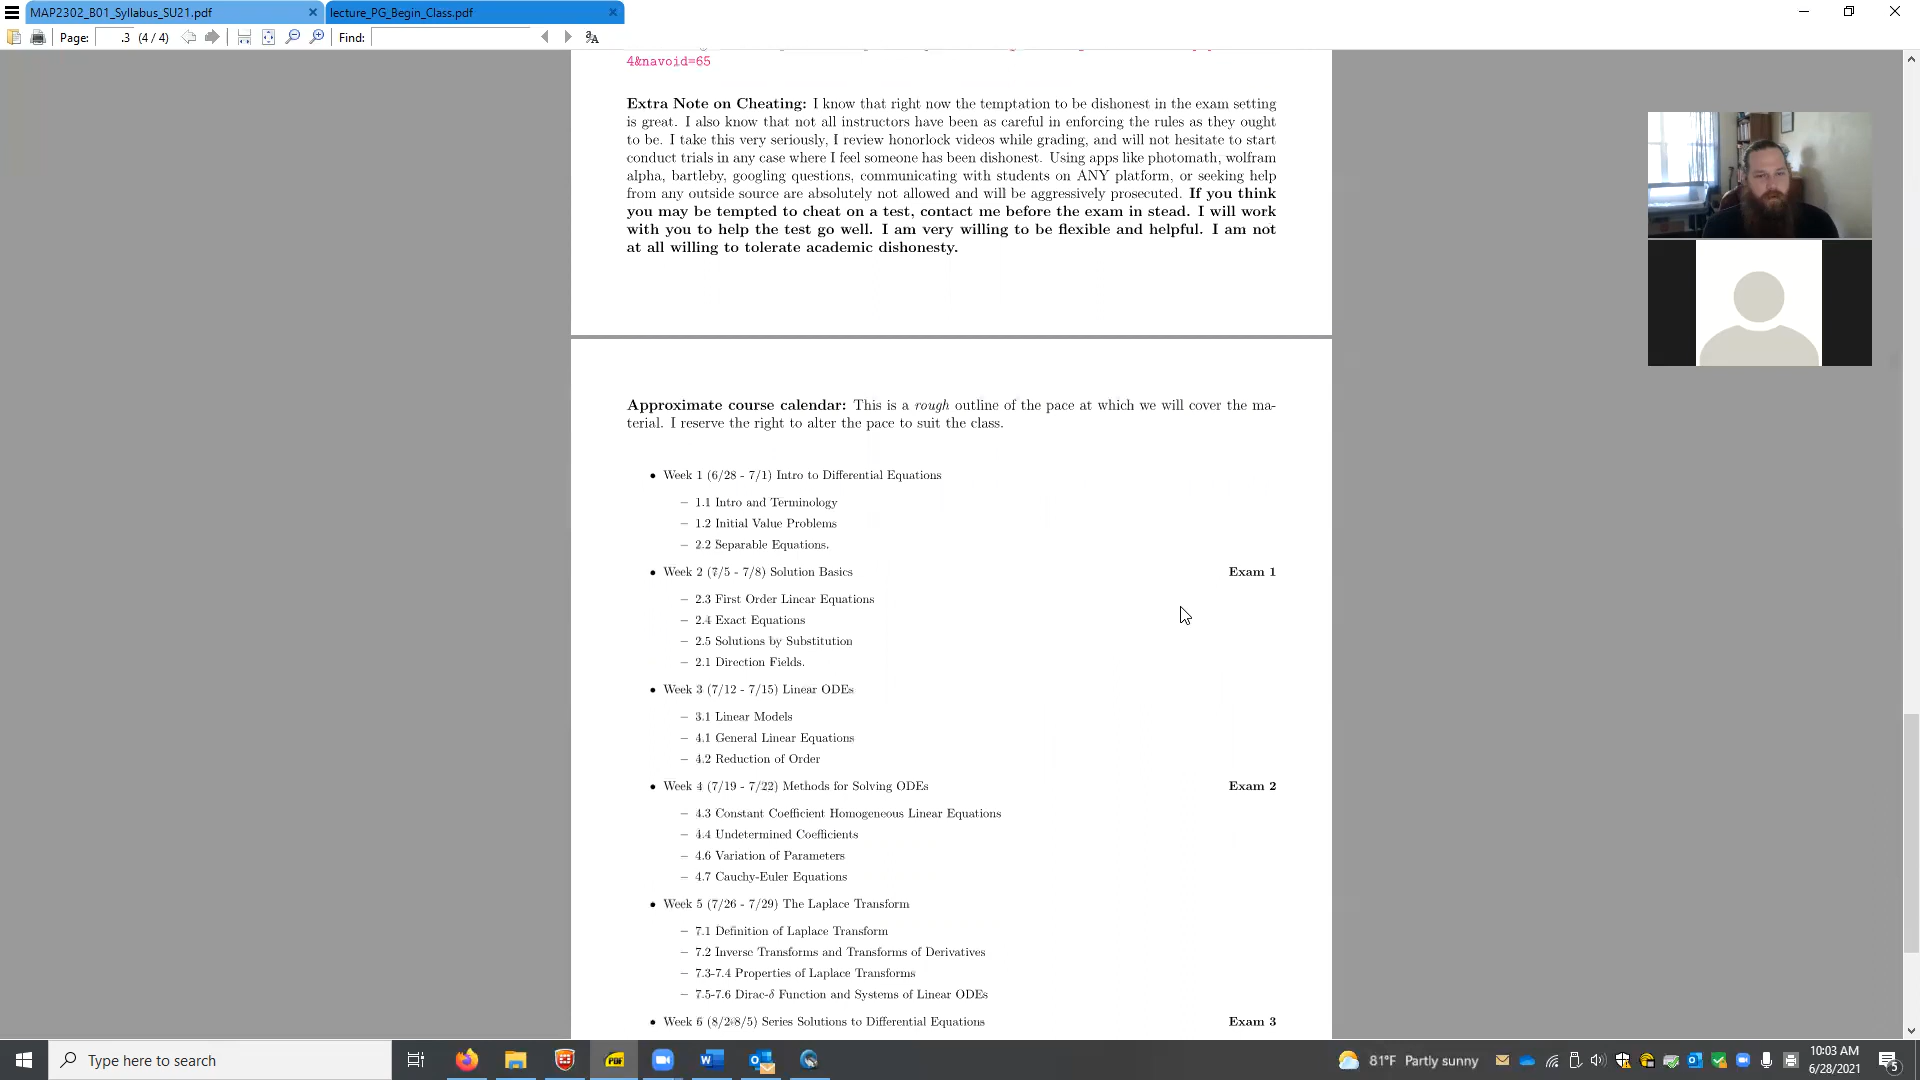 MAP2302_B01_Syllabus_SU21.pdf
lecture_PG_Begin_Class.pdf
Page: .3 (4 / 4) Find:
4&navoid=65
Extra Note on Cheating: I know that right now the temptation to be dishonest in the exam setting
is great. I also know that not all instructors have been as careful in enforcing the rules as they ought
to be. I take this very seriously, I review honorlock videos while grading, and will not hesitate to start
conduct trials in any case where I feel someone has been dishonest. Using apps like photomath, wolfram
alpha, bartleby, googling questions, communicating with students on ANY platform, or seeking help
from any outside source are absolutely not allowed and will be aggressively prosecuted. If you think
you may be tempted to cheat on a test, contact me before the exam in stead. I will work
with you to help the test go well. I am very willing to be flexible and helpful. I am not
at all willing to tolerate academic dishonesty.
Approximate course calendar: This is a rough outline of the pace at which we will cover the ma-
terial. I reserve the right to alter the pace to suit the class.
• Week 1 (6/28 - 7/1) Intro to Differential Equations
– 1.1 Intro and Terminology
– 1.2 Initial Value Problems
– 2.2 Separable Equations.
• Week 2 (7/5 - 7/8) Solution Basics Exam 1
– 2.3 First Order Linear Equations
– 2.4 Exact Equations
– 2.5 Solutions by Substitution
– 2.1 Direction Fields.
• Week 3 (7/12 - 7/15) Linear ODEs
– 3.1 Linear Models
– 4.1 General Linear Equations
– 4.2 Reduction of Order
• Week 4 (7/19 - 7/22) Methods for Solving ODEs Exam 2
– 4.3 Constant Coefficient Homogeneous Linear Equations
– 4.4 Undetermined Coefficients
– 4.6 Variation of Parameters
– 4.7 Cauchy-Euler Equations
• Week 5 (7/26 - 7/29) The Laplace Transform
– 7.1 Definition of Laplace Transform
– 7.2 Inverse Transforms and Transforms of Derivatives
– 7.3-7.4 Properties of Laplace Transforms
– 7.5-7.6 Dirac-δ Function and Systems of Linear ODEs
• Week 6 (8/2-8/5) Series Solutions to Differential Equations Exam 3
Type here to search
PDF
81°F Partly sunny
10:03 AM
6/28/2021
5